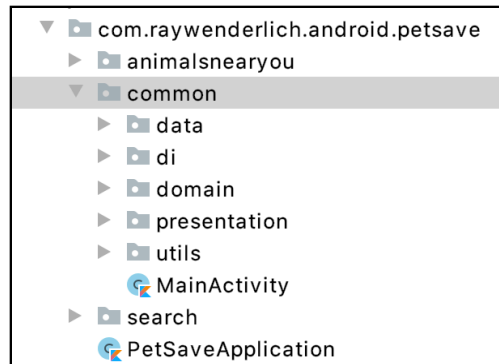 com.raywenderlich.android.petsave
animalsnearyou
common
data
di
domain
presentation
utils
MainActivity
search
PetSaveApplication